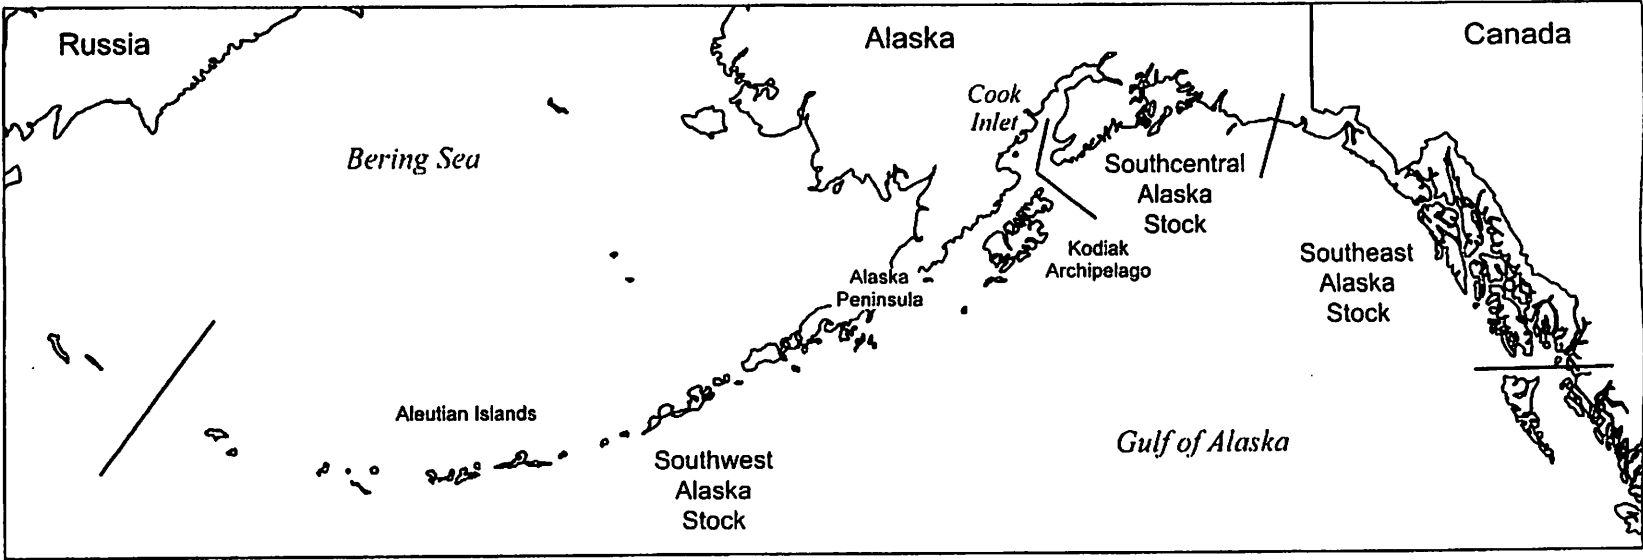 Russia
Alaska
Canada
Cook
Inlet
Bering Sea
Southcentral
Alaska
Stock
Kodiak
Archipelago
Southeast
Alaska
Stock
Alaska
Peninsula
Aleutian Islands
Gulf of Alaska
Southwest
Alaska
Stock